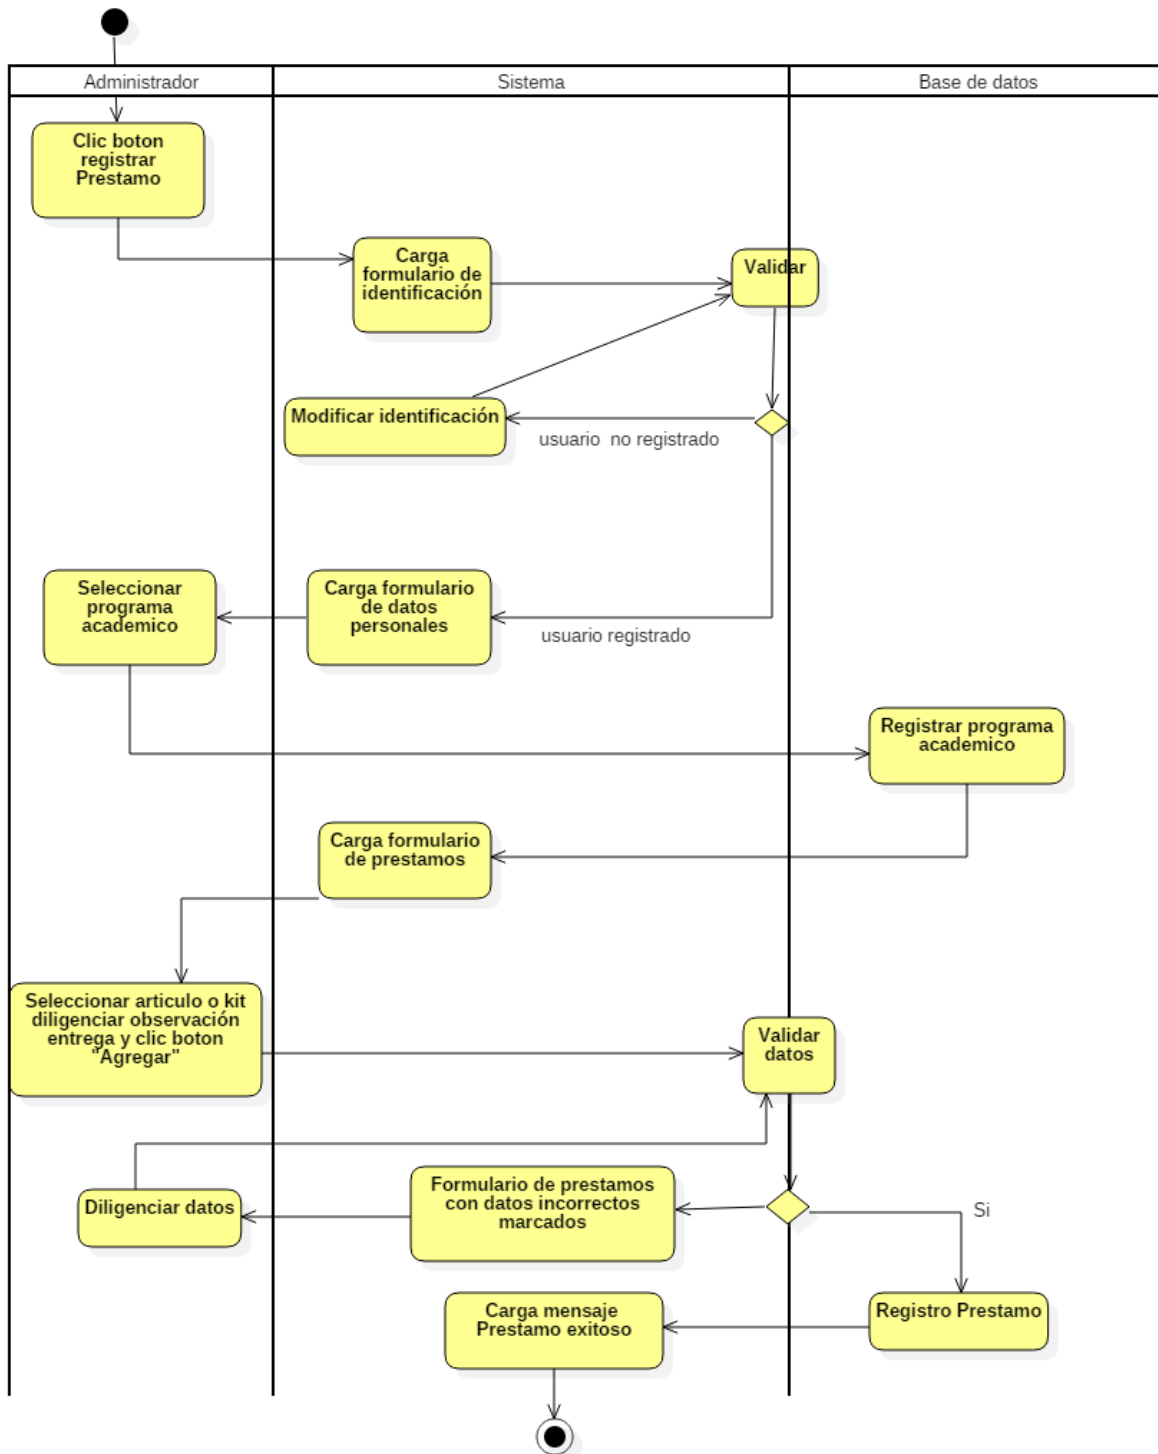 Administrador
Sistema
Base de datos
Clic boton
registrar
Prestamo
Carga
formulario de
identificación
Validar
Modificar identificación
usuario no registrado
Seleccionar
programa
academico
Carga formulario
de datos
personales
usuario registrado
Registrar programa
academico
Carga formulario
de prestamos
Seleccionar articulo o kit
diligenciar observación
entrega y clic boton
"Agregar"
Validar
datos
Diligenciar datos
Formulario de prestamos
con datos incorrectos
marcados
Si
Carga mensaje
Prestamo exitoso
Registro Prestamo